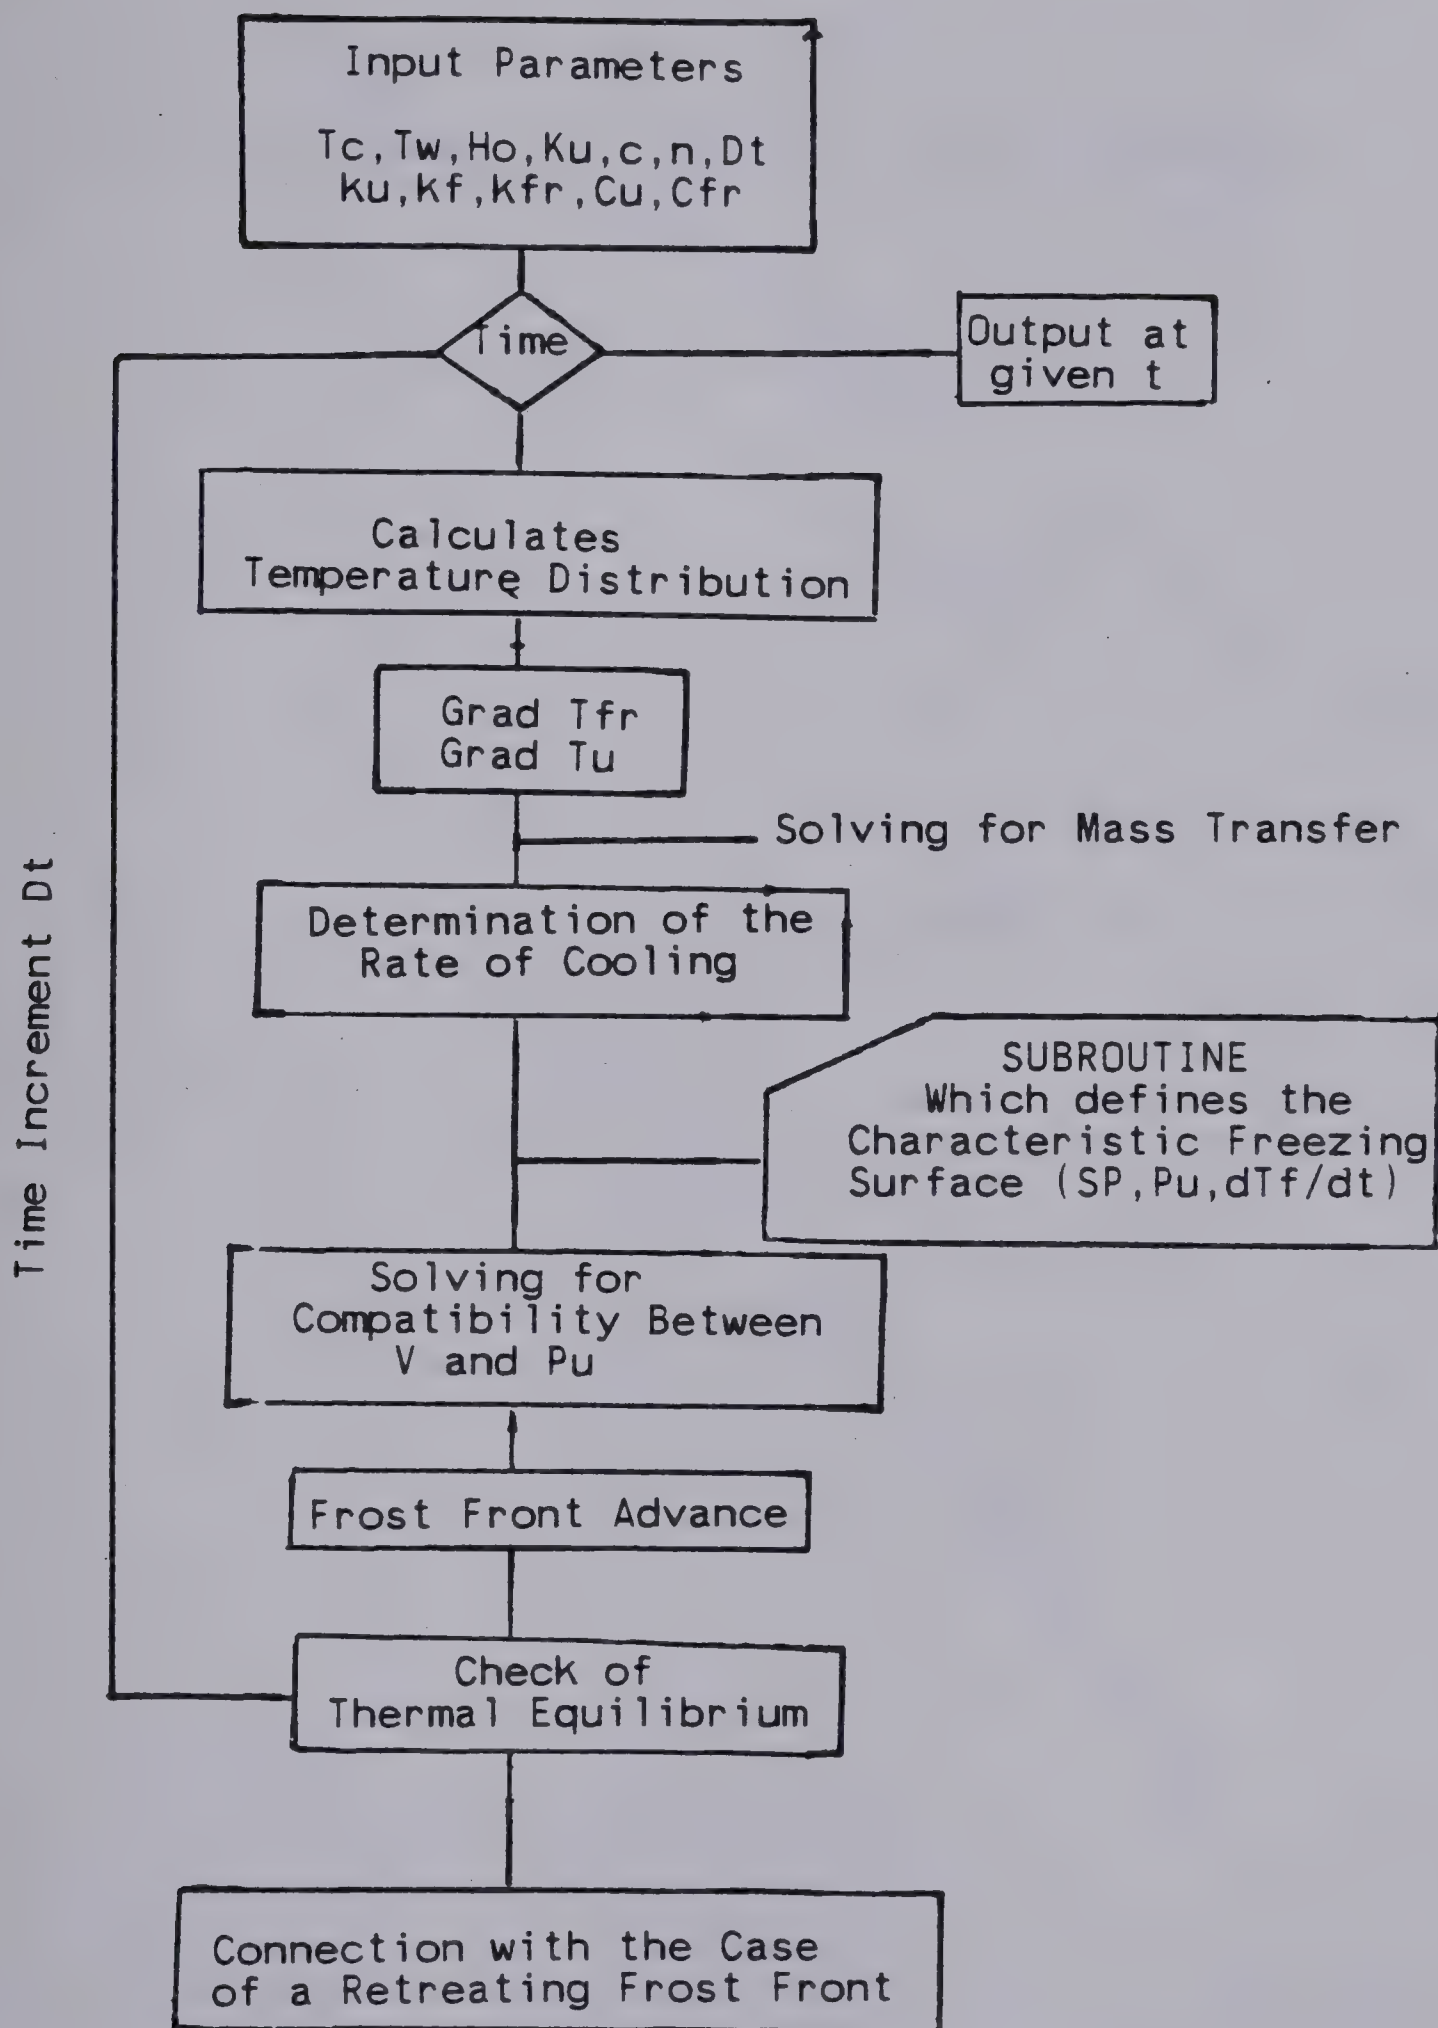 Input Parameters
Tc,Tw,Ho,Ku,c,n,Dt
ku,kf,kfr,Cu,Cfr
Time
Output at
given t
Calculates
Temperature Distribution
Grad Tfr
Grad Tu
Solving for Mass Transfer
Determination of the
Rate of Cooling
Time Increment Dt
SUBROUTINE
Which defines the
Characteristic Freezing
Surface (SP,Pu,dTf/dt)
Solving for
Compatibility Between
V and Pu
Frost Front Advance
Check of
Thermal Equilibrium
Connection with the Case
of a Retreating Frost Front